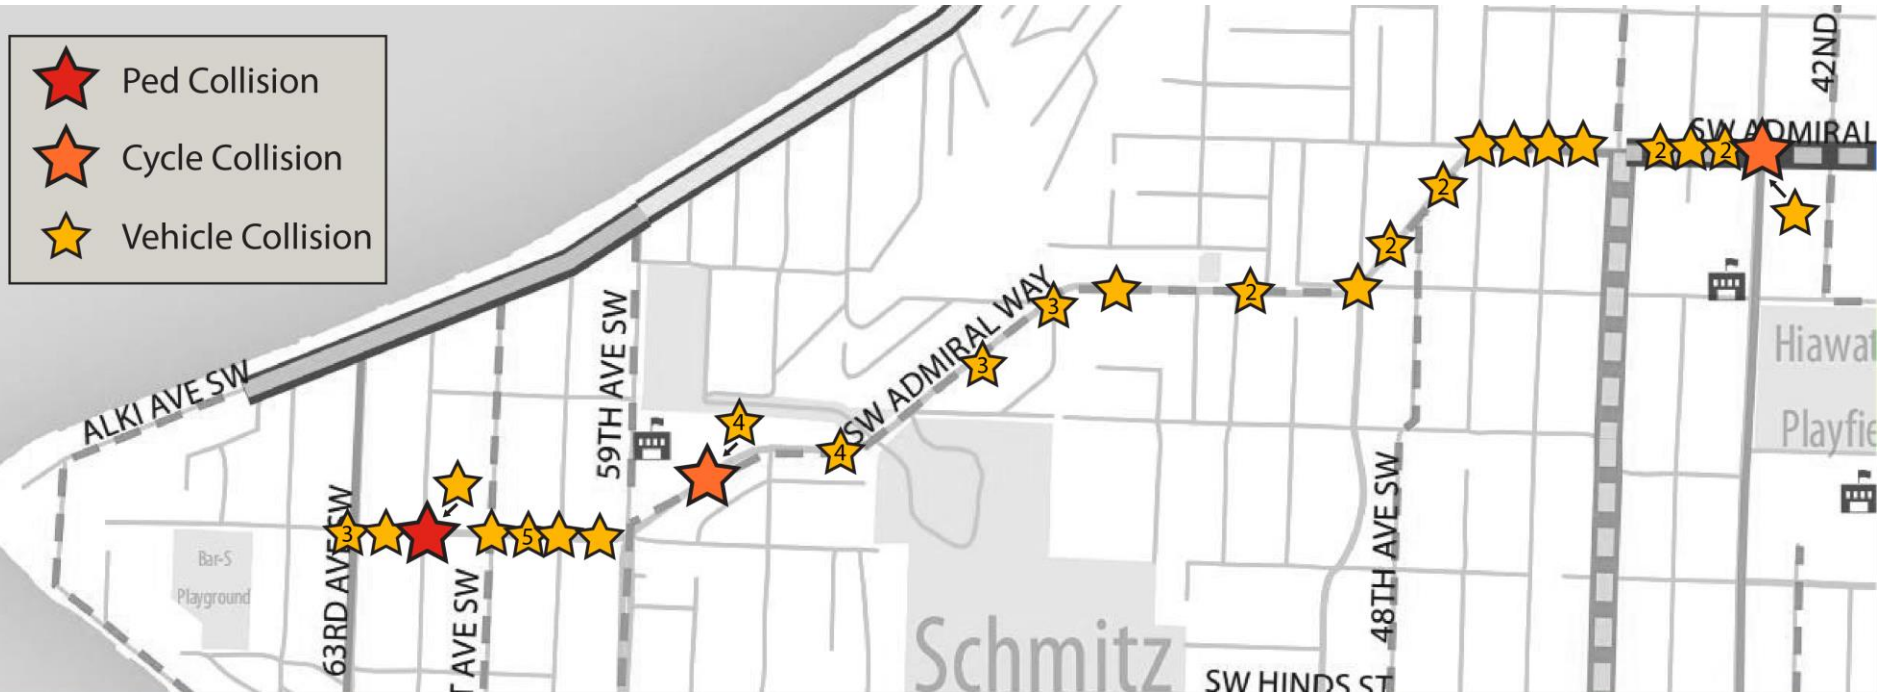 Ped Collision
Cycle Collision
Vehicle Collision
42ND
SW ADMIRAL
2
2
2
2
3
2
3
4
4
SW ADMIRAL WAY
ALKI AVE SW
59TH AVE SW
Hiawat
Playfie
3
5
63RD AVE SW
T AVE SW
48TH AVE SW
Bar-S
Playground
Schmitz
SW HINDS ST